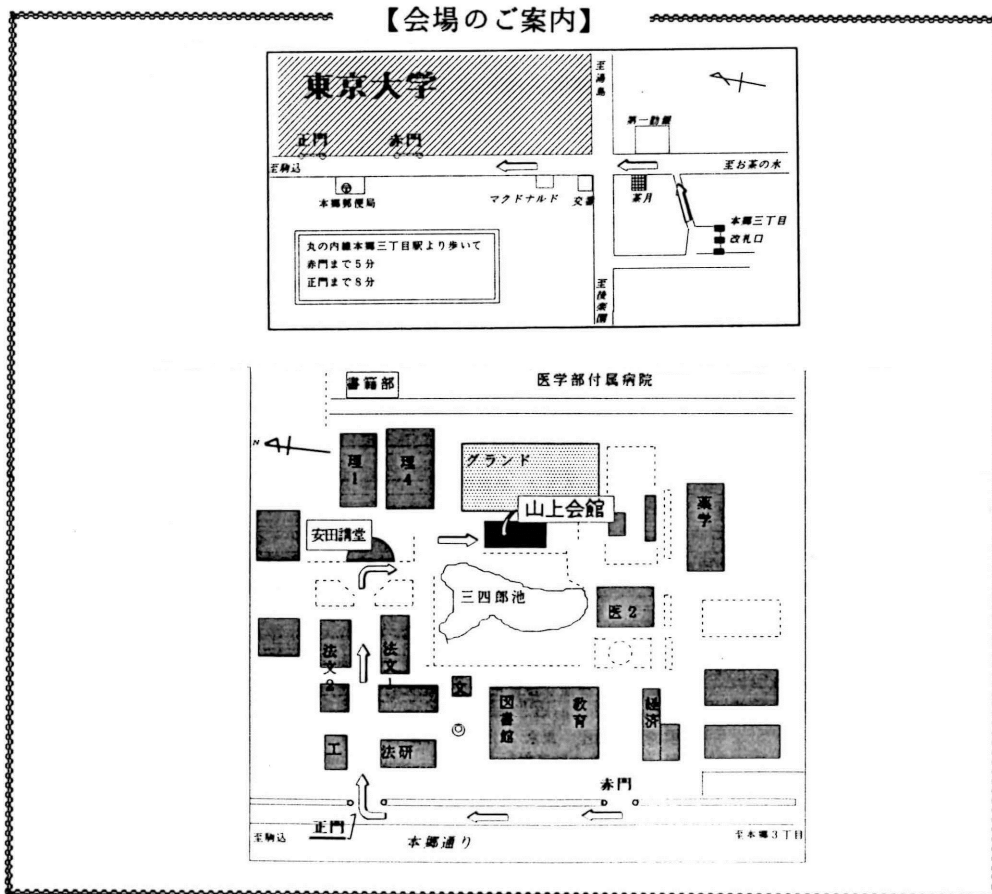 【会場のご案内】
東京大学
正門
赤門
至湯島
第一勧銀
至駒込
至お茶の水
本郷郵便局
マクドナルド
交番
茶月
本郷三丁目
改札口
丸の内線本郷三丁目駅より歩いて
赤門まで5分
正門まで8分
至後楽園
書籍部
医学部付属病院
N
理1
理4
グランド
山上会館
薬学
安田講堂
三四郎池
医2
法文2
法文1
文
図書館
教育
経済
工
法研
赤門
正門
至駒込
本郷通り
至本郷3丁目